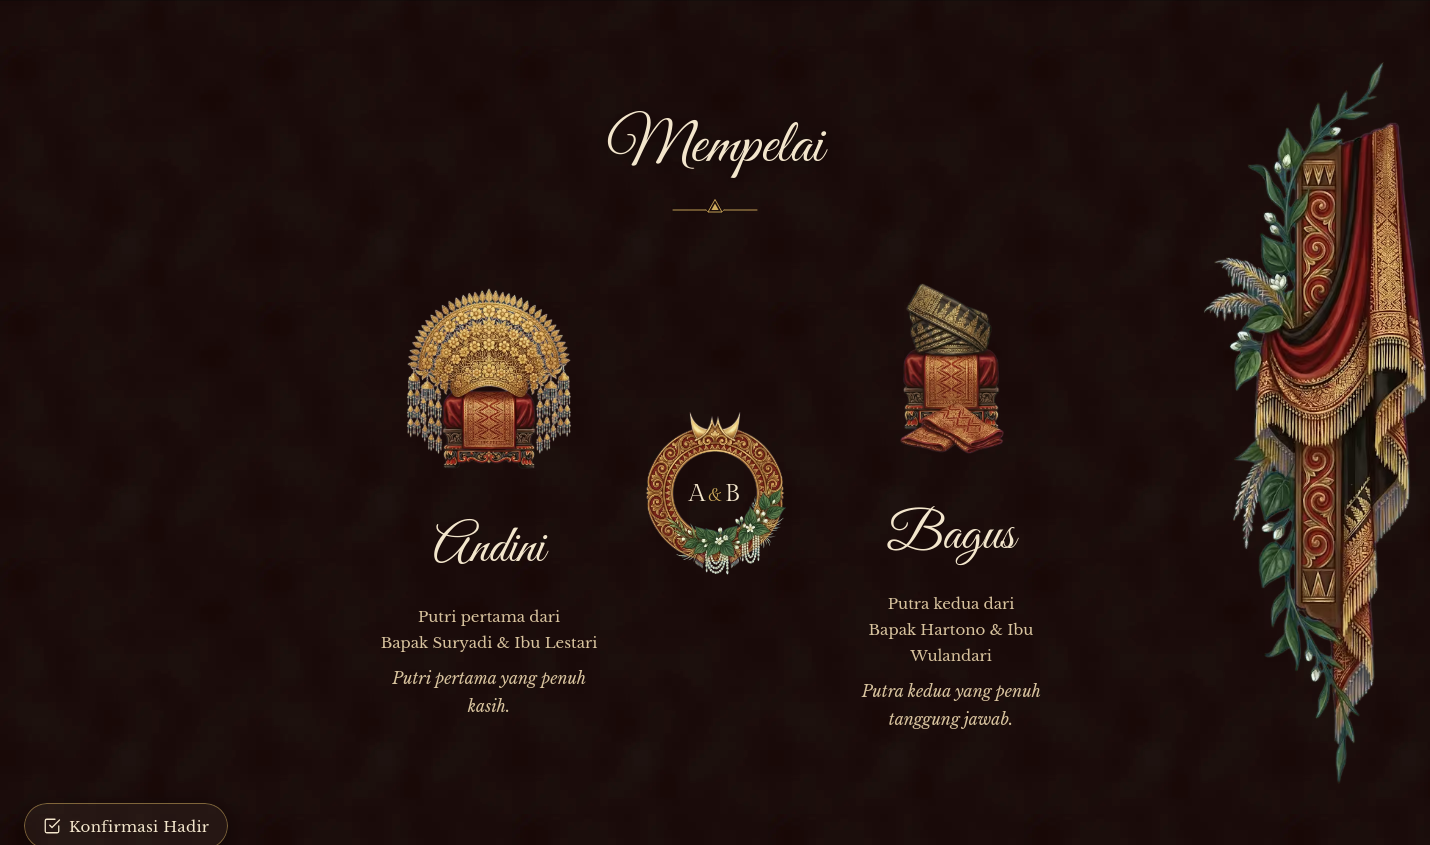 Mempelai
A & B
Andini
Putri pertama dari
Bapak Suryadi & Ibu Lestari
Putri pertama yang penuh
kasih.
Bagus
Putra kedua dari
Bapak Hartono & Ibu
Wulandari
Putra kedua yang penuh
tanggung jawab.
Konfirmasi Hadir